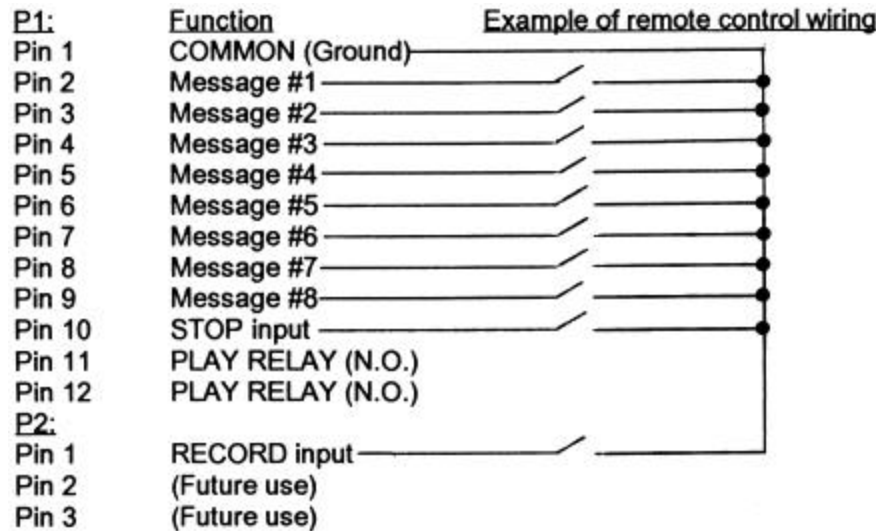 P1: Function Example of remote control wiring
Pin 1 COMMON (Ground)
Pin 2 Message #1
Pin 3 Message #2
Pin 4 Message #3
Pin 5 Message #4
Pin 6 Message #5
Pin 7 Message #6
Pin 8 Message #7
Pin 9 Message #8
Pin 10 STOP input
Pin 11 PLAY RELAY (N.O.)
Pin 12 PLAY RELAY (N.O.)
P2:
Pin 1 RECORD input
Pin 2 (Future use)
Pin 3 (Future use)